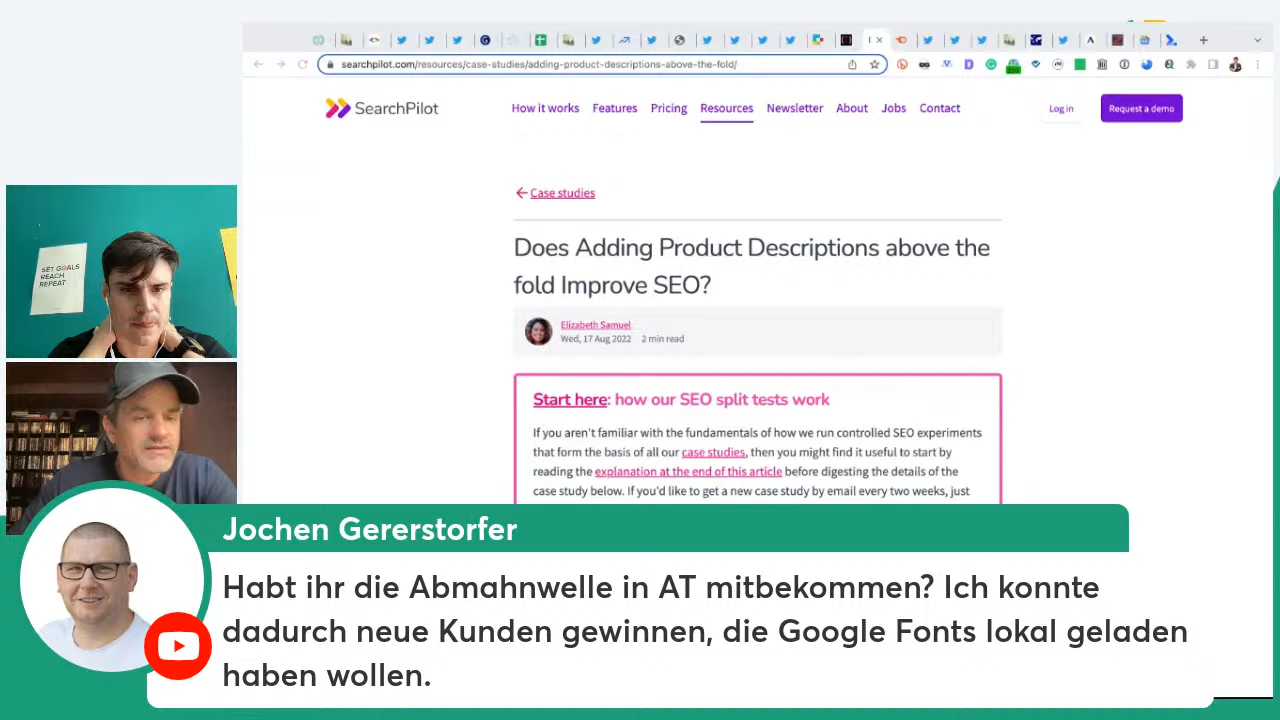 searchpilot.com/resources/case-studies/adding-product-descriptions-above-the-fold/
SearchPilot
How it works
Features
Pricing
Resources
Newsletter
About
Jobs
Contact
Log in
Request a demo
← Case studies
Does Adding Product Descriptions above the
fold Improve SEO?
Elizabeth Samuel
Wed, 17 Aug 2022 2 min read
Start here: how our SEO split tests work
If you aren't familiar with the fundamentals of how we run controlled SEO experiments
that form the basis of all our case studies, then you might find it useful to start by
reading the explanation at the end of this article before digesting the details of the
case study below. If you'd like to get a new case study by email every two weeks, just
SET GOALS
REACH
REPEAT
Jochen Gererstorfer
Habt ihr die Abmahnwelle in AT mitbekommen? Ich konnte
dadurch neue Kunden gewinnen, die Google Fonts lokal geladen
haben wollen.